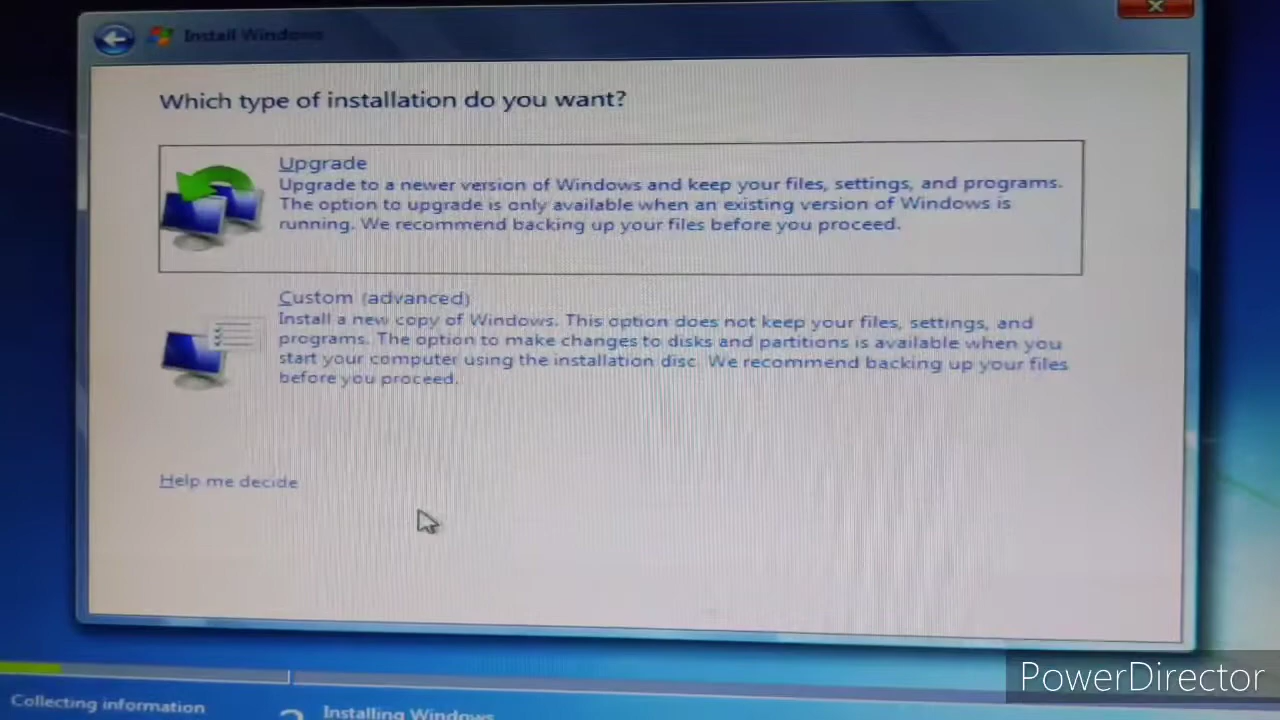 Install Windows
Which type of installation do you want?
Upgrade
Upgrade to a newer version of Windows and keep your files, settings, and programs.
The option to upgrade is only available when an existing version of Windows is
running. We recommend backing up your files before you proceed.
Custom (advanced)
Install a new copy of Windows. This option does not keep your files, settings, and
programs. The option to make changes to disks and partitions is available when you
start your computer using the installation disc. We recommend backing up your files
before you proceed.
Help me decide
Collecting information
2 Installing Windows
PowerDirector